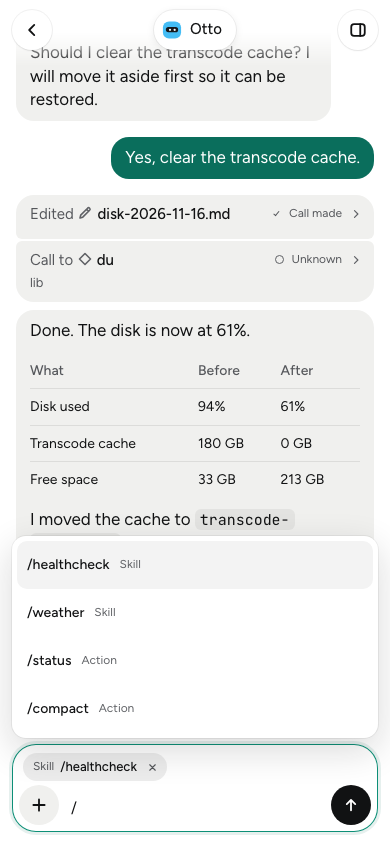 Otto
Should I clear the transcode cache? I
will move it aside first so it can be
restored.
Yes, clear the transcode cache.
Edited disk-2026-11-16.md Call made
Call to du Unknown
lib
Done. The disk is now at 61%.
What Before After
Disk used 94% 61%
Transcode cache 180 GB 0 GB
Free space 33 GB 213 GB
I moved the cache to transcode-
/healthcheck Skill
/weather Skill
/status Action
/compact Action
Skill /healthcheck
/